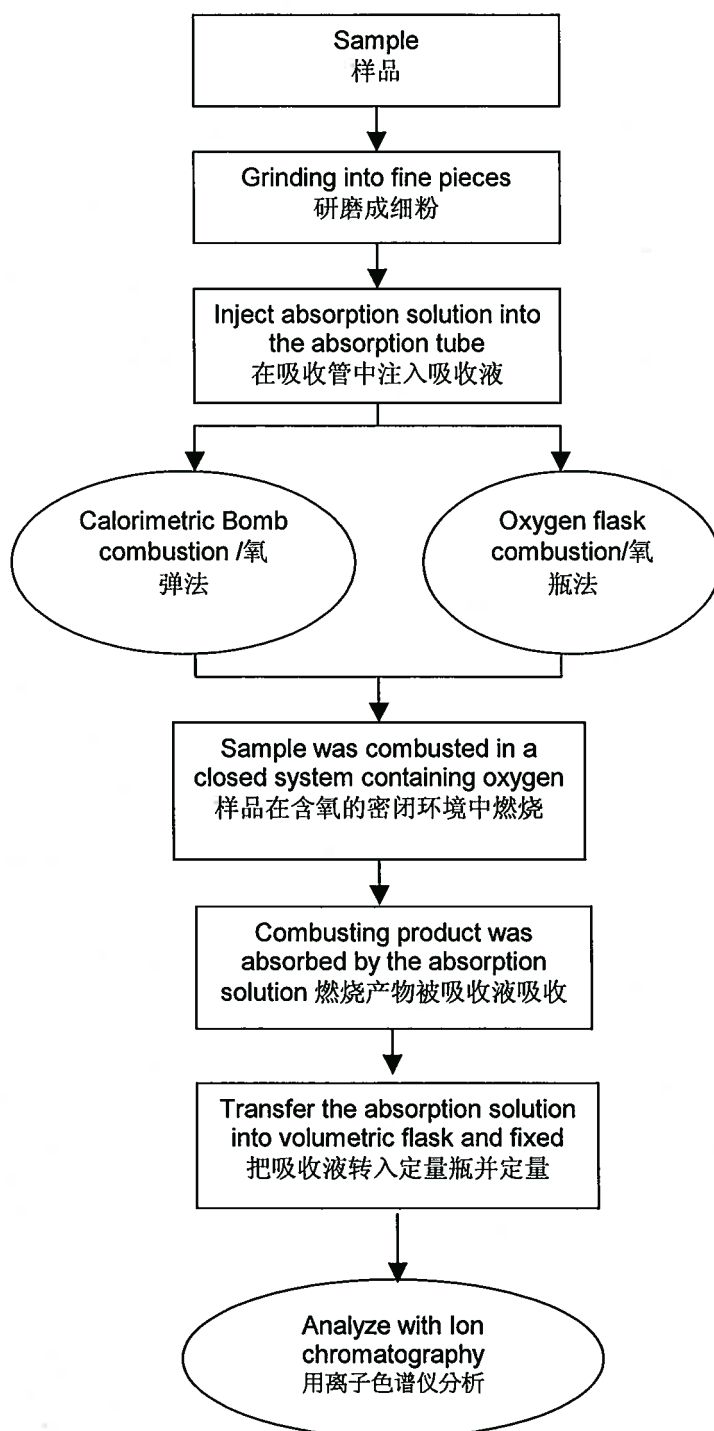 Sample
样品
Grinding into fine pieces
研磨成细粉
Inject absorption solution into
the absorption tube
在吸收管中注入吸收液
Calorimetric Bomb
combustion /氧
弹法
Oxygen flask
combustion/氧
瓶法
Sample was combusted in a
closed system containing oxygen
样品在含氧的密闭环境中燃烧
Combusting product was
absorbed by the absorption
solution 燃烧产物被吸收液吸收
Transfer the absorption solution
into volumetric flask and fixed
把吸收液转入定量瓶并定量
Analyze with Ion
chromatography
用离子色谱仪分析